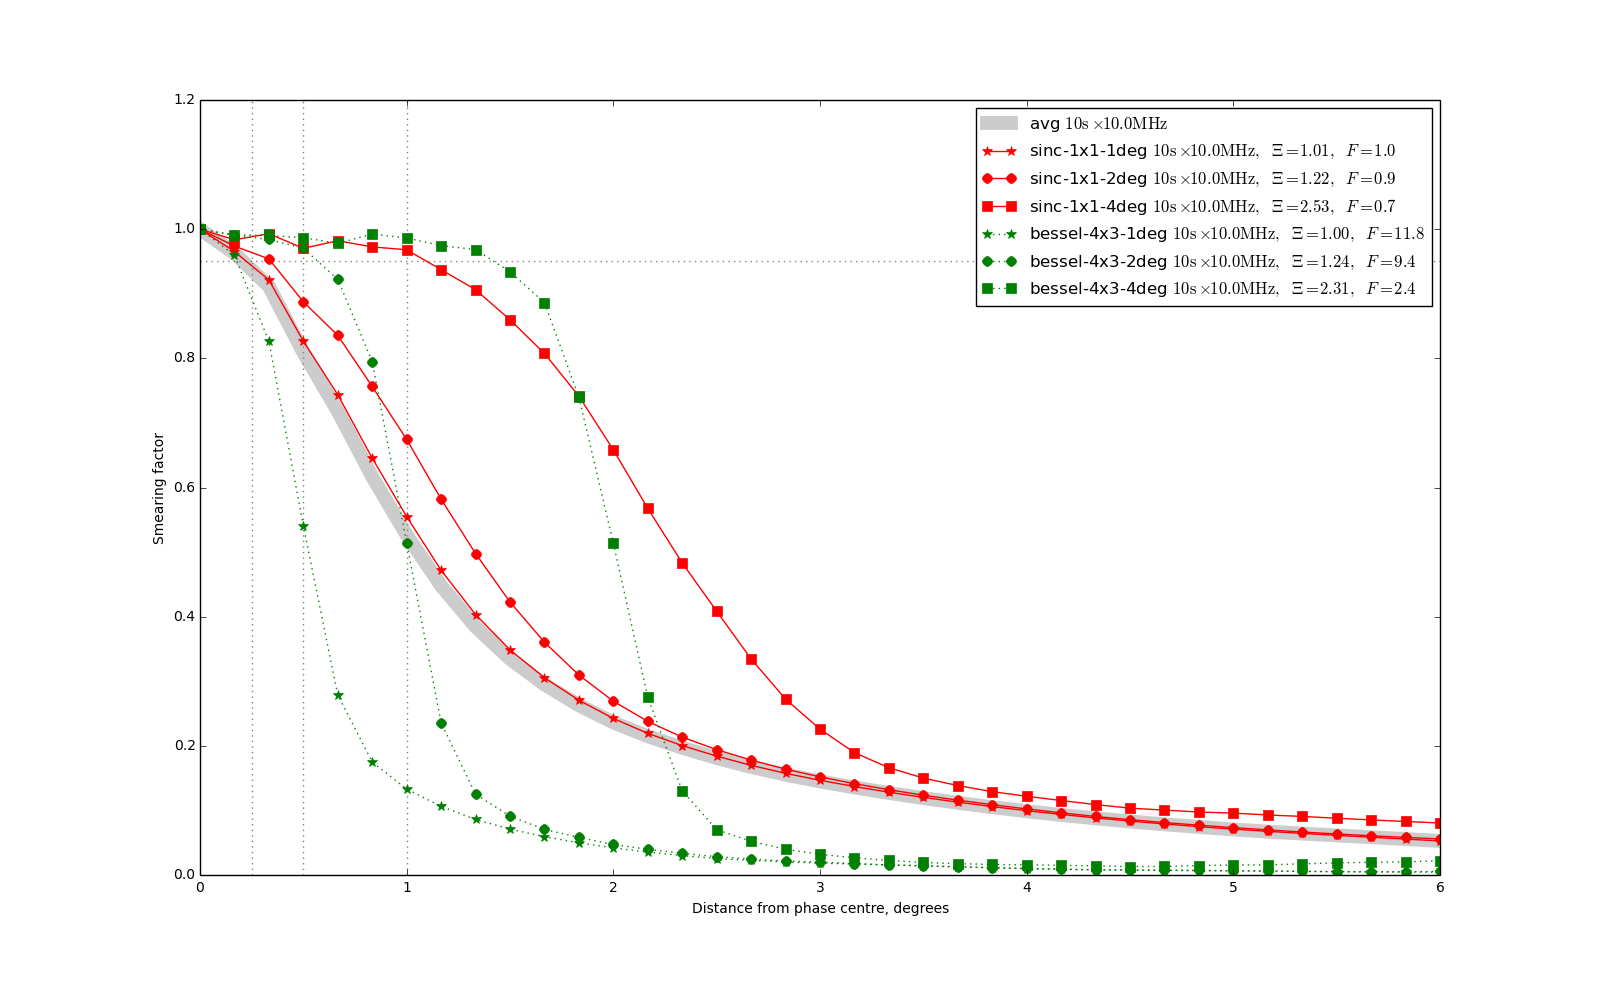 1.2
1.0
0.8
0.6
0.4
0.2
0.0
Smearing factor
0 1 2 3 4 5 6
Distance from phase centre, degrees
avg 10s×10.0MHz
sinc-1x1-1deg 10s×10.0MHz, Ξ=1.01, F=1.0
sinc-1x1-2deg 10s×10.0MHz, Ξ=1.22, F=0.9
sinc-1x1-4deg 10s×10.0MHz, Ξ=2.53, F=0.7
bessel-4x3-1deg 10s×10.0MHz, Ξ=1.00, F=11.8
bessel-4x3-2deg 10s×10.0MHz, Ξ=1.24, F=9.4
bessel-4x3-4deg 10s×10.0MHz, Ξ=2.31, F=2.4